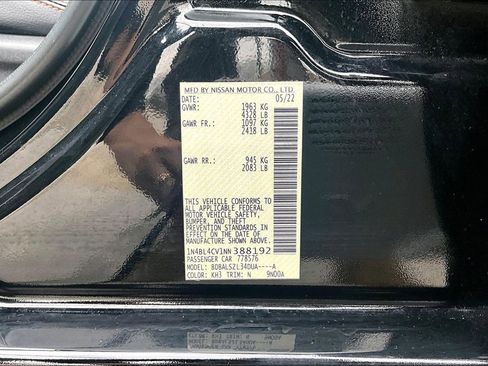 MFD BY NISSAN MOTOR CO., LTD.
DATE: 05/22
GVWR: 1963 KG
4328 LB
GAWR FR.: 1097 KG
2418 LB
GAWR RR.: 945 KG
2083 LB
THIS VEHICLE CONFORMS TO
ALL APPLICABLE FEDERAL
MOTOR VEHICLE SAFETY,
BUMPER, AND THEFT
PREVENTION STANDARDS IN
EFFECT ON THE DATE OF
MANUFACTURE SHOWN ABOVE.
1N4BL4CV1NN388192
PASSENGER CAR 778576
MODEL: BDBALSZL34DUA----A
COLOR: KH3 TRIM: N 9ND0A